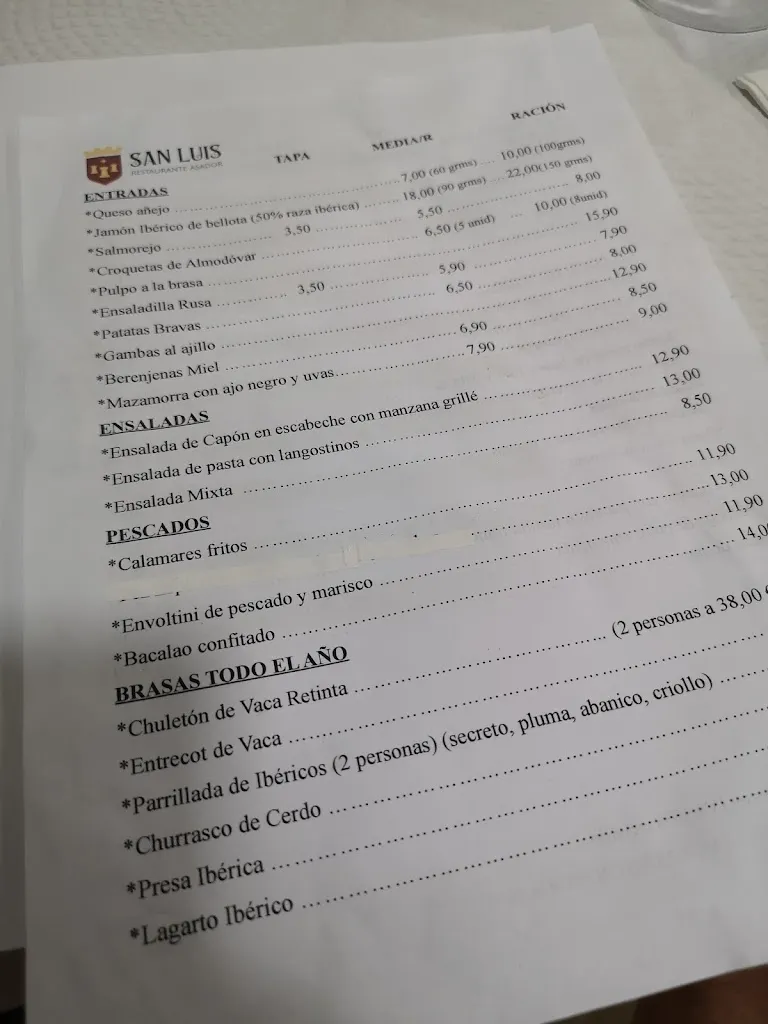 SAN LUIS
RESTAURANTE ASADOR
TAPA MEDIA/R RACIÓN
ENTRADAS
*Queso añejo ........ 7,00 (60 grms) .... 10,00 (100grms)
*Jamón Ibérico de bellota (50% raza ibérica) ........ 18,00 (90 grms) .... 22,00(150 grms)
*Salmorejo ........ 3,50 ........ 5,50 ........ 8,00
*Croquetas de Almodóvar ........ 6,50 (5 unid) .... 10,00 (8unid)
*Pulpo a la brasa ........ 15,90
*Ensaladilla Rusa ........ 3,50 ........ 5,90 ........ 7,90
*Patatas Bravas ........ 6,50 ........ 8,00
*Gambas al ajillo ........ 12,90
*Berenjenas Miel ........ 6,90 ........ 8,50
*Mazamorra con ajo negro y uvas........ 7,90 ........ 9,00
ENSALADAS
*Ensalada de Capón en escabeche con manzana grillé ........ 12,90
*Ensalada de pasta con langostinos ........ 13,00
*Ensalada Mixta ........ 8,50
PESCADOS
*Calamares fritos ........ 11,90
........ 13,00
*Envoltini de pescado y marisco ........ 11,90
*Bacalao confitado ........ 14,0
BRASAS TODO EL AÑO
*Chuletón de Vaca Retinta ........ (2 personas a 38,00
*Entrecot de Vaca ........
*Parrillada de Ibéricos (2 personas) (secreto, pluma, abanico, criollo) ........
*Churrasco de Cerdo ........
*Presa Ibérica ........
*Lagarto Ibérico ........